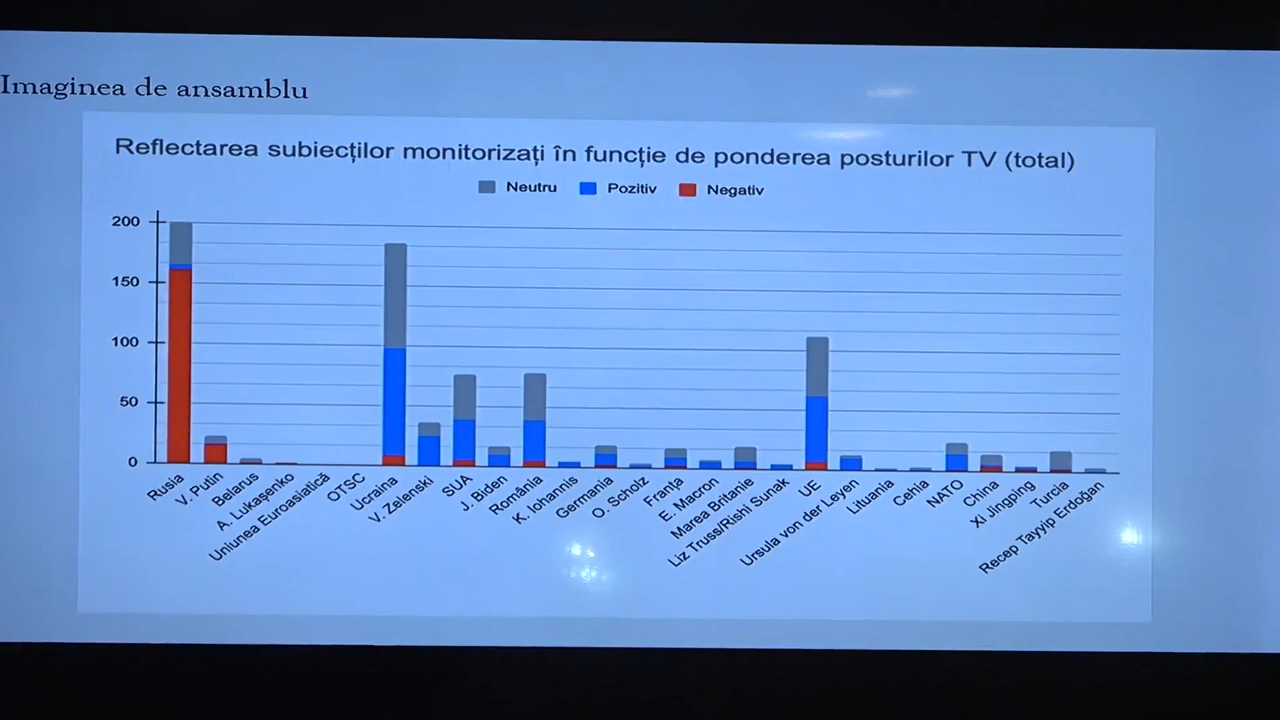 Imaginea de ansamblu
Reflectarea subiecților monitorizați în funcție de ponderea posturilor TV (total)
Neutru Pozitiv Negativ
200
150
100
50
0
Rusia
V. Putin
Belarus
A. Lukașenko
Uniunea Euroasiatică
OTSC
Ucraina
V. Zelenski
SUA
J. Biden
România
K. Iohannis
Germania
O. Scholz
Franța
E. Macron
Marea Britanie
Liz Truss/Rishi Sunak
UE
Ursula von der Leyen
Lituania
Cehia
NATO
China
Xi Jingping
Turcia
Recep Tayyip Erdoğan